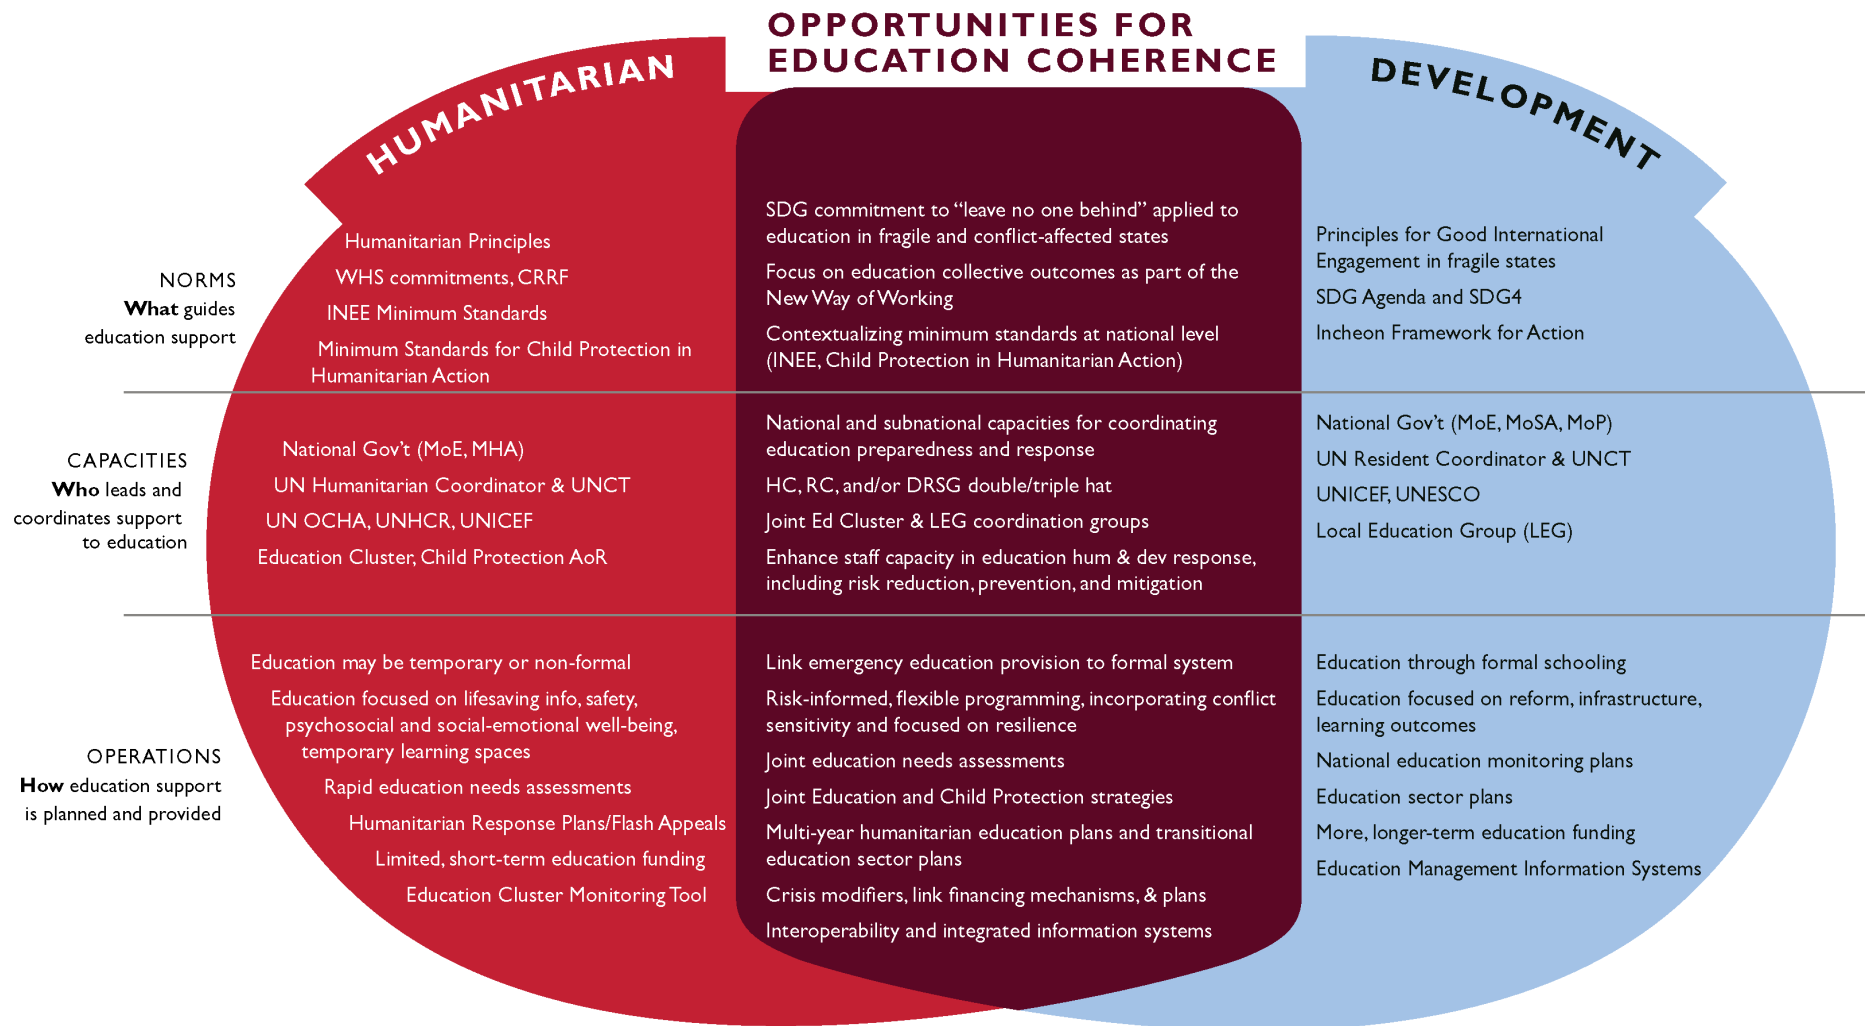 OPPORTUNITIES FOR
EDUCATION COHERENCE
HUMANITARIAN
DEVELOPMENT
NORMS
What guides
education support
Humanitarian Principles
WHS commitments, CRRF
INEE Minimum Standards
Minimum Standards for Child Protection in
Humanitarian Action
SDG commitment to “leave no one behind” applied to
education in fragile and conflict-affected states
Focus on education collective outcomes as part of the
New Way of Working
Contextualizing minimum standards at national level
(INEE, Child Protection in Humanitarian Action)
Principles for Good International
Engagement in fragile states
SDG Agenda and SDG4
Incheon Framework for Action
CAPACITIES
Who leads and
coordinates support
to education
National Gov’t (MoE, MHA)
UN Humanitarian Coordinator & UNCT
UN OCHA, UNHCR, UNICEF
Education Cluster, Child Protection AoR
National and subnational capacities for coordinating
education preparedness and response
HC, RC, and/or DRSG double/triple hat
Joint Ed Cluster & LEG coordination groups
Enhance staff capacity in education hum & dev response,
including risk reduction, prevention, and mitigation
National Gov’t (MoE, MoSA, MoP)
UN Resident Coordinator & UNCT
UNICEF, UNESCO
Local Education Group (LEG)
OPERATIONS
How education support
is planned and provided
Education may be temporary or non-formal
Education focused on lifesaving info, safety,
psychosocial and social-emotional well-being,
temporary learning spaces
Rapid education needs assessments
Humanitarian Response Plans/Flash Appeals
Limited, short-term education funding
Education Cluster Monitoring Tool
Link emergency education provision to formal system
Risk-informed, flexible programming, incorporating conflict
sensitivity and focused on resilience
Joint education needs assessments
Joint Education and Child Protection strategies
Multi-year humanitarian education plans and transitional
education sector plans
Crisis modifiers, link financing mechanisms, & plans
Interoperability and integrated information systems
Education through formal schooling
Education focused on reform, infrastructure,
learning outcomes
National education monitoring plans
Education sector plans
More, longer-term education funding
Education Management Information Systems